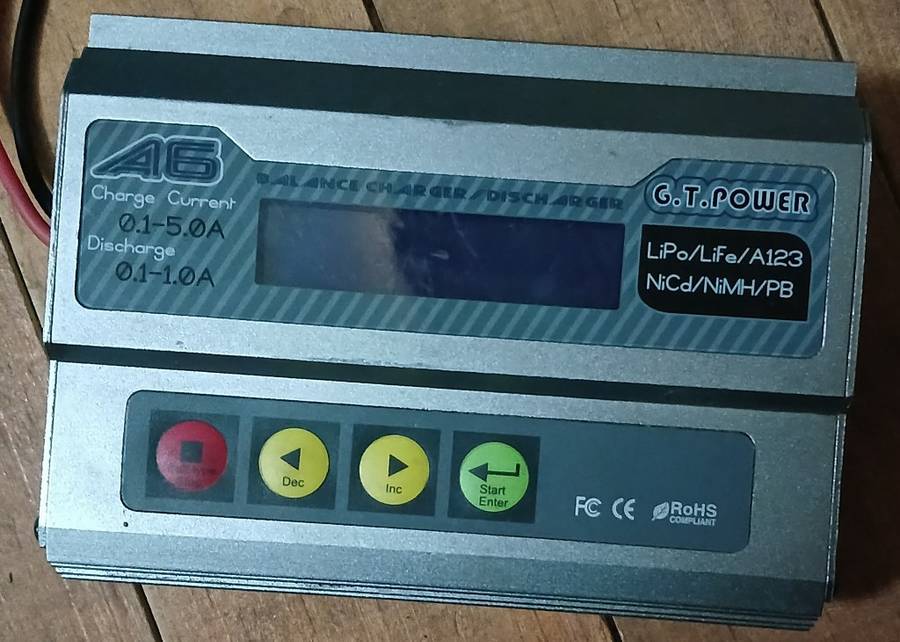 A6
Charge Current
0.1-5.0A
Discharge
0.1-1.0A
BALANCE CHARGER/DISCHARGER
G.T.POWER
LiPo/LiFe/A123
NiCd/NiMH/PB
Dec
Inc
Start
Enter
FC CE RoHS
COMPLIANT